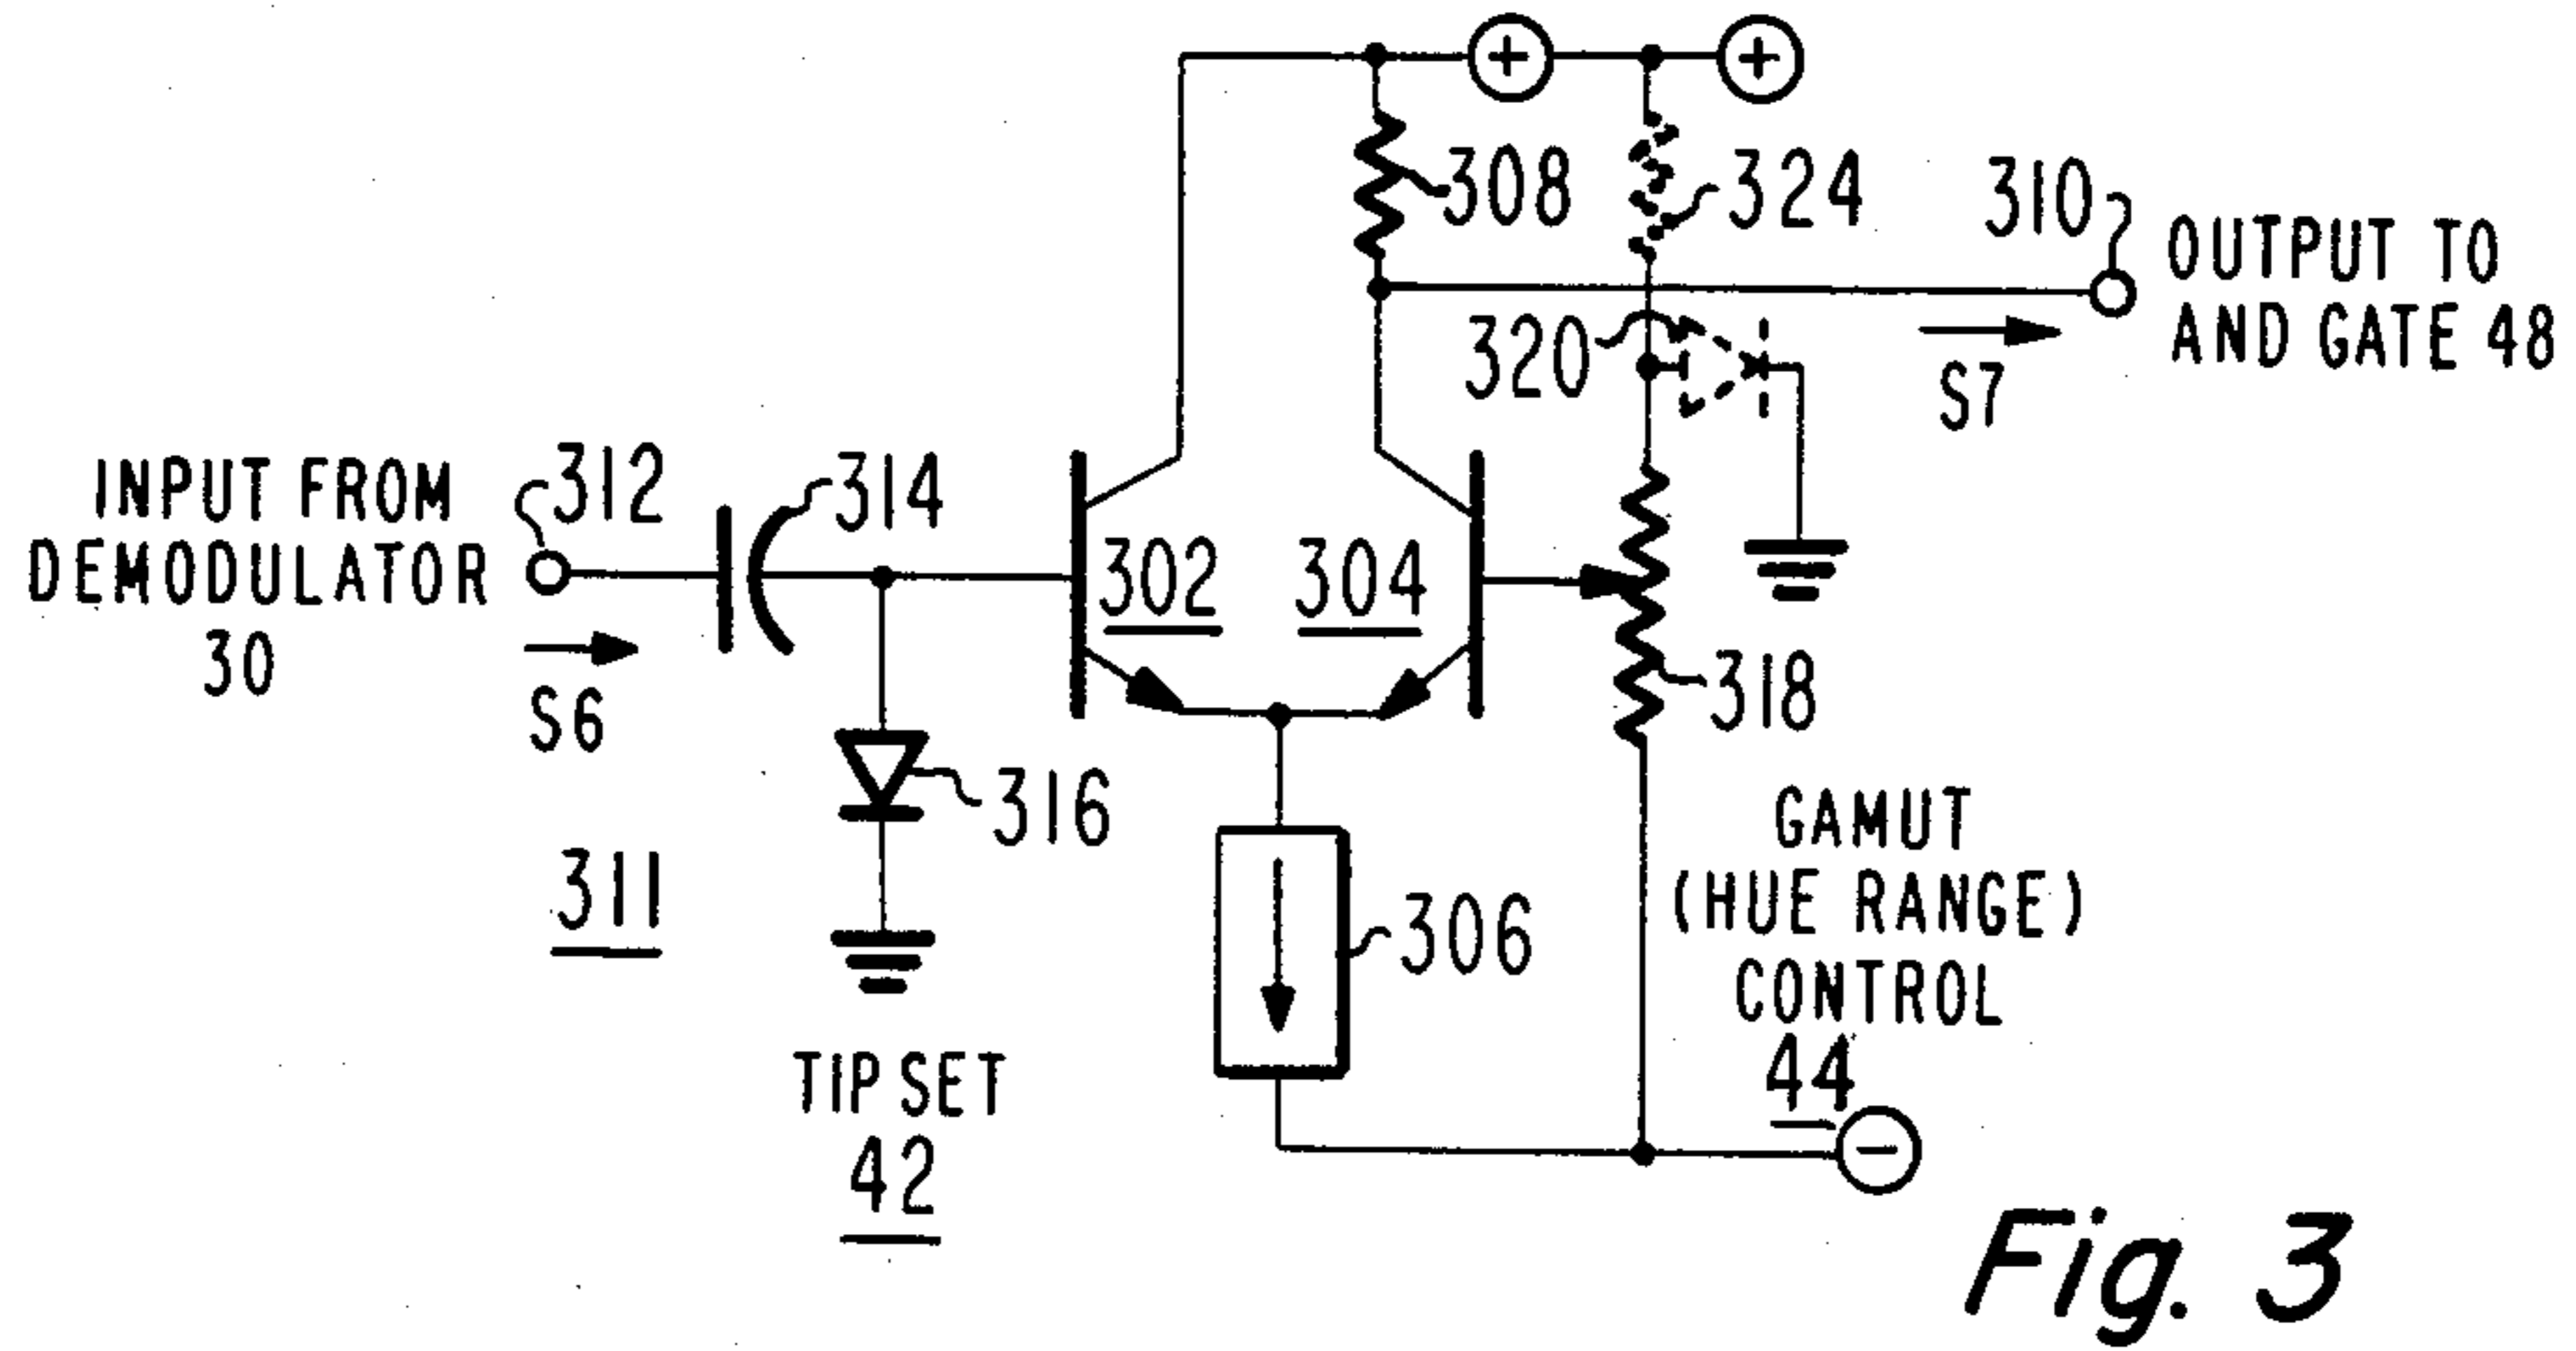 +
+
308
324
310
OUTPUT TO
AND GATE 48
320
S7
INPUT FROM
DEMODULATOR
30
312
314
302
304
S6
318
316
311
306
GAMUT
(HUE RANGE)
CONTROL
44
TIP SET
42
−
Fig. 3